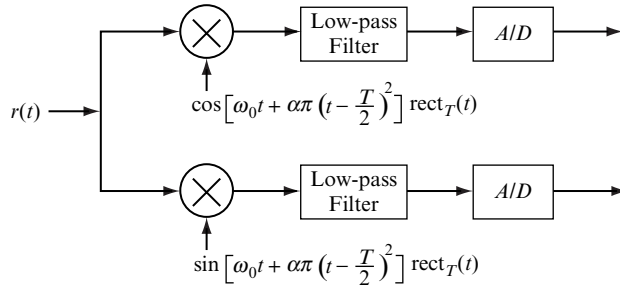 Low-pass
Filter
A/D
cos[ω₀t + απ(t − T/2)²] rect_T(t)
r(t)
Low-pass
Filter
A/D
sin[ω₀t + απ(t − T/2)²] rect_T(t)